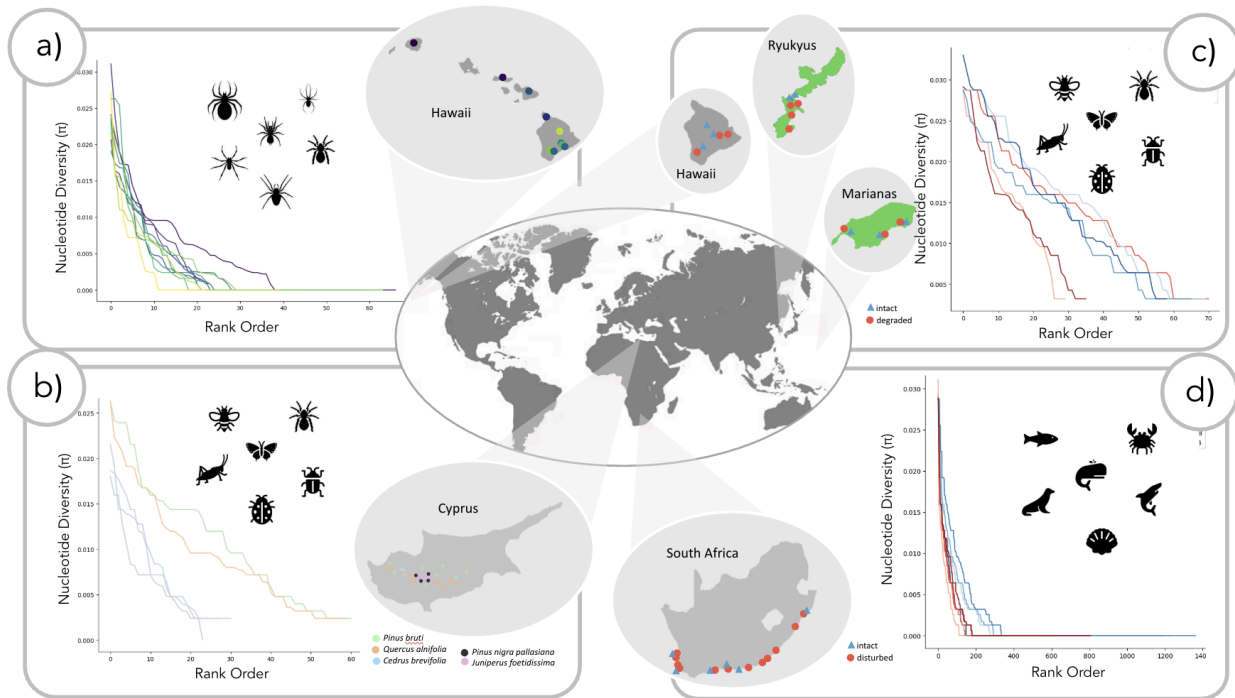 a)
Nucleotide Diversity (π)
0.030
0.025
0.020
0.015
0.010
0.005
0.000
0 10 20 30 40 50 60
Rank Order
Hawaii
Ryukyus
Hawaii
Marianas
intact
degraded
c)
Nucleotide Diversity (π)
0.030
0.025
0.020
0.015
0.010
0.005
0 10 20 30 40 50 60 70
Rank Order
b)
Nucleotide Diversity (π)
0.025
0.020
0.015
0.010
0.005
0.000
0 10 20 30 40 50 60
Rank Order
Cyprus
Pinus bruti
Quercus alnifolia
Cedrus brevifolia
Pinus nigra pallasiana
Juniperus foetidissima
South Africa
intact
disturbed
d)
Nucleotide Diversity (π)
0.030
0.025
0.020
0.015
0.010
0.005
0.000
0 200 400 600 800 1000 1200 140
Rank Order